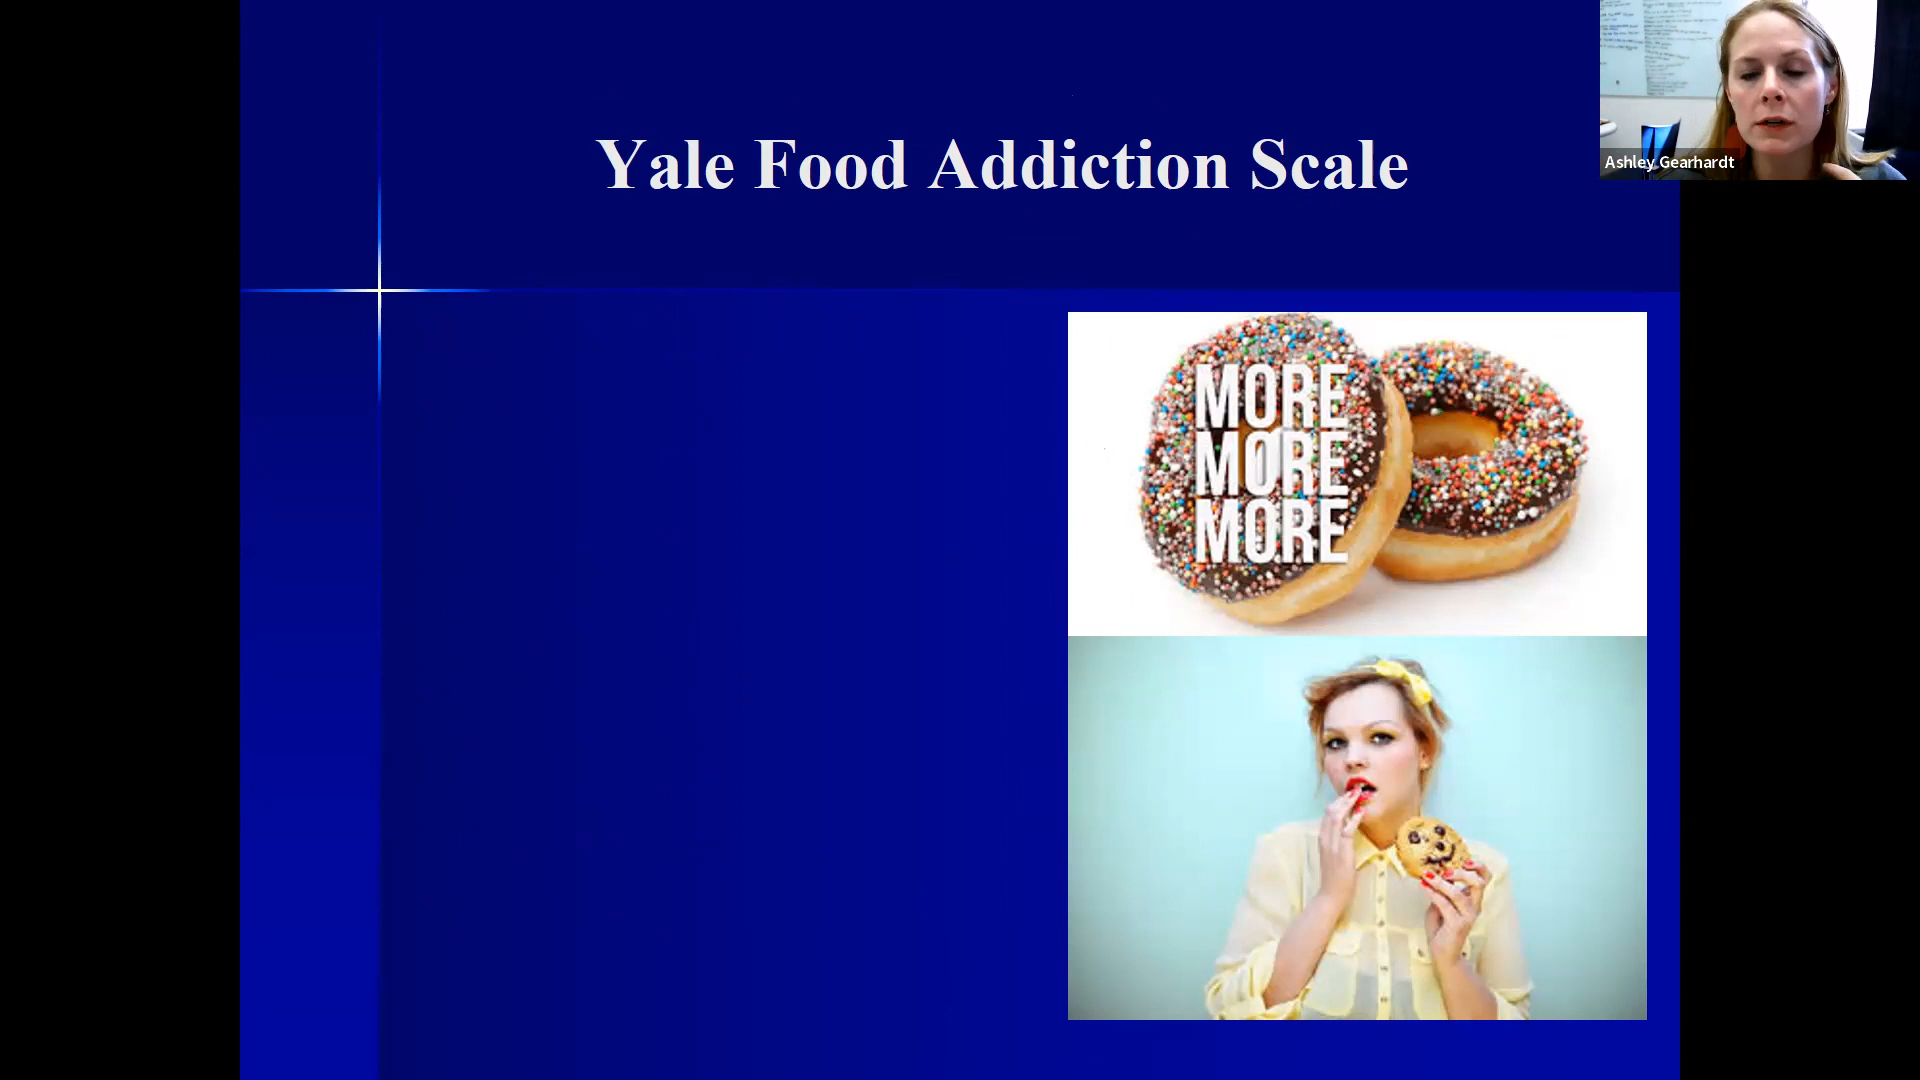 Yale Food Addiction Scale
Ashley Gearhardt
MORE
MORE
MORE